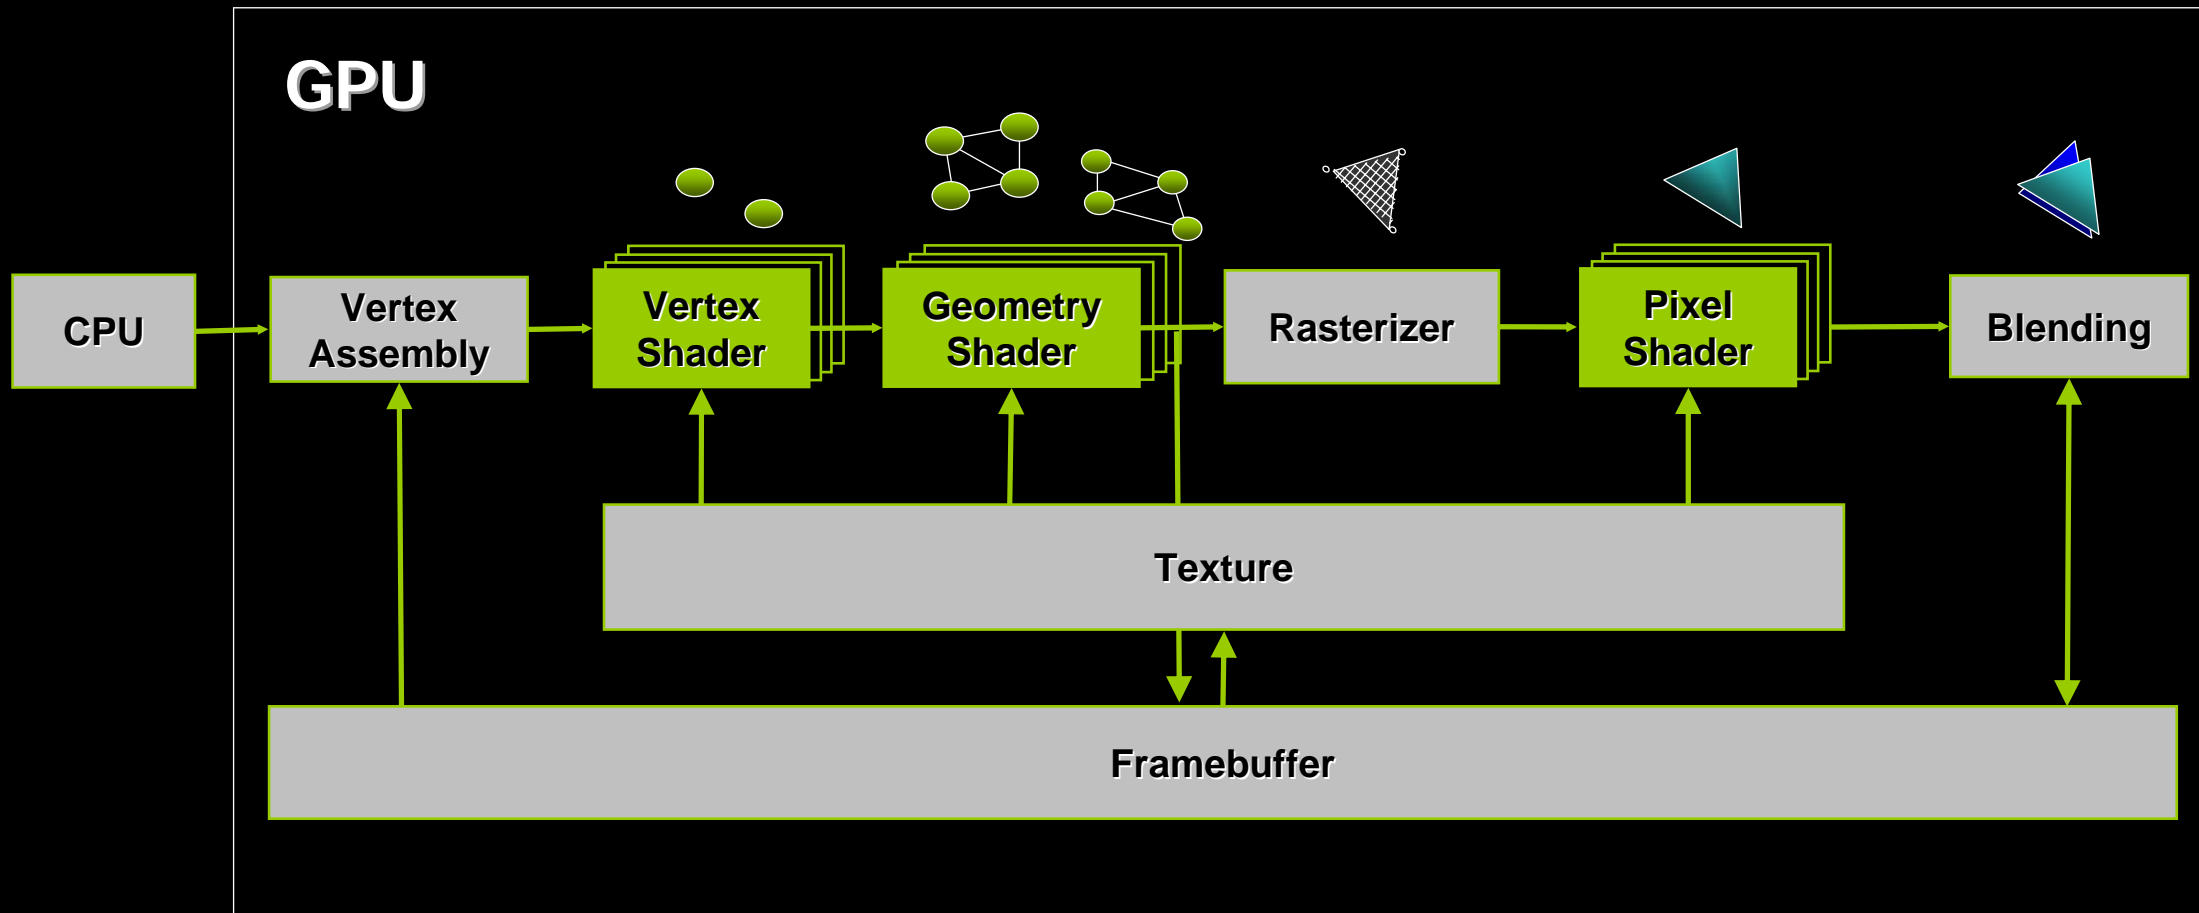 GPU
CPU
Vertex
Assembly
Vertex
Shader
Geometry
Shader
Rasterizer
Pixel
Shader
Blending
Texture
Framebuffer